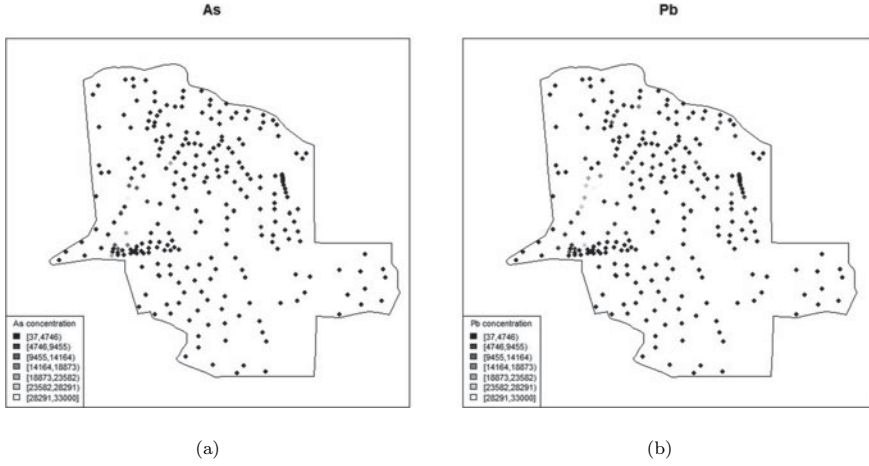 As
Pb
As concentration
[37,4746)
[4746,9455)
[9455,14164)
[14164,18873)
[18873,23582)
[23582,28291)
[28291,33000]
Pb concentration
[37,4746)
[4746,9455)
[9455,14164)
[14164,18873)
[18873,23582)
[23582,28291)
[28291,33000]
(a)
(b)